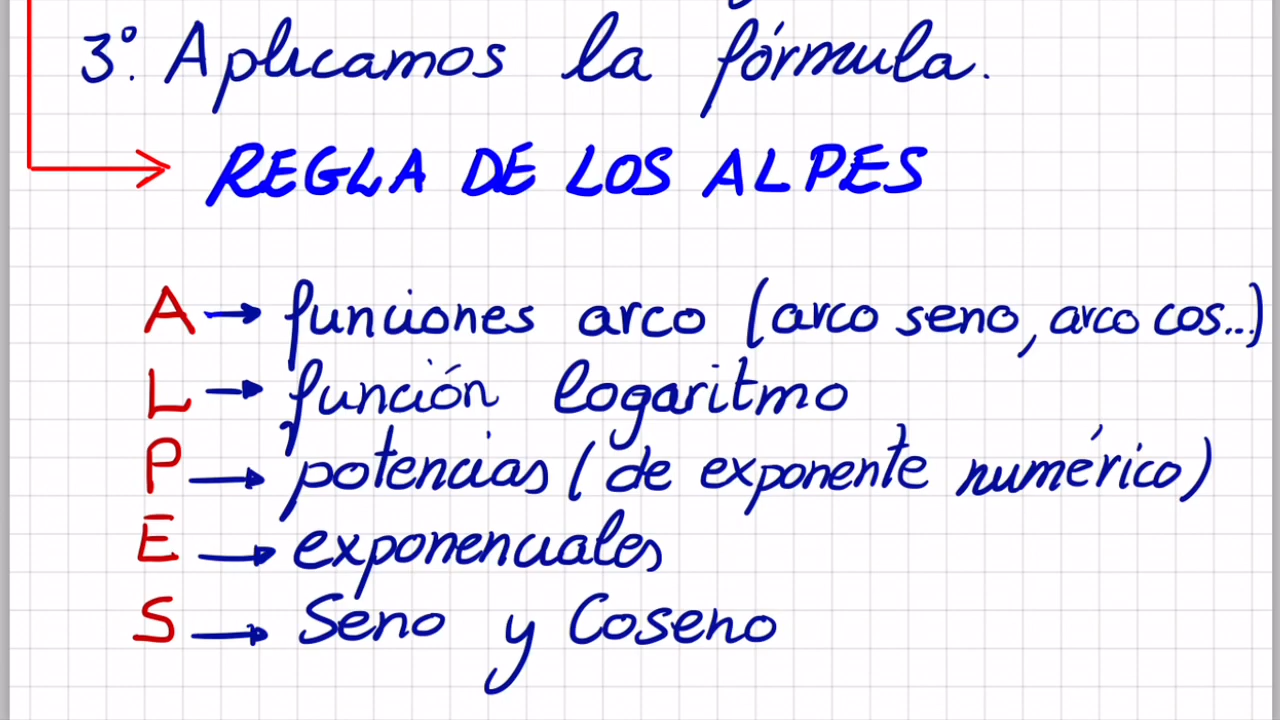 3º. Aplicamos la fórmula.
REGLA DE LOS ALPES
A → funciones arco (arco seno, arco cos...)
L → función logaritmo
P → potencias (de exponente numérico)
E → exponenciales
S → Seno y Coseno